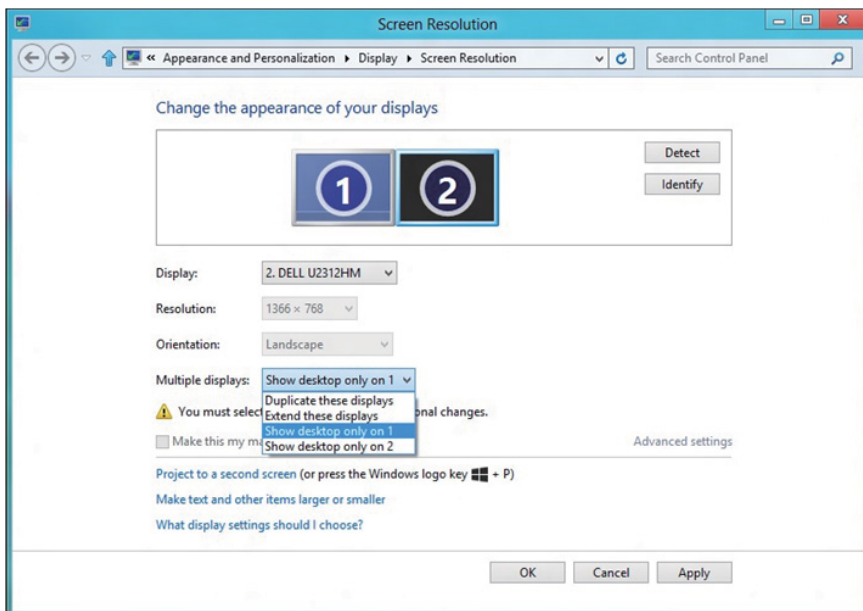 Screen Resolution
« Appearance and Personalization ▸ Display ▸ Screen Resolution
Search Control Panel
Change the appearance of your displays
1 2
Detect
Identify
Display: 2. DELL U2312HM
Resolution: 1366 × 768
Orientation: Landscape
Multiple displays: Show desktop only on 1
Duplicate these displays
Extend these displays
Show desktop only on 1
Show desktop only on 2
You must selec onal changes.
Make this my m
Advanced settings
Project to a second screen (or press the Windows logo key + P)
Make text and other items larger or smaller
What display settings should I choose?
OK Cancel Apply